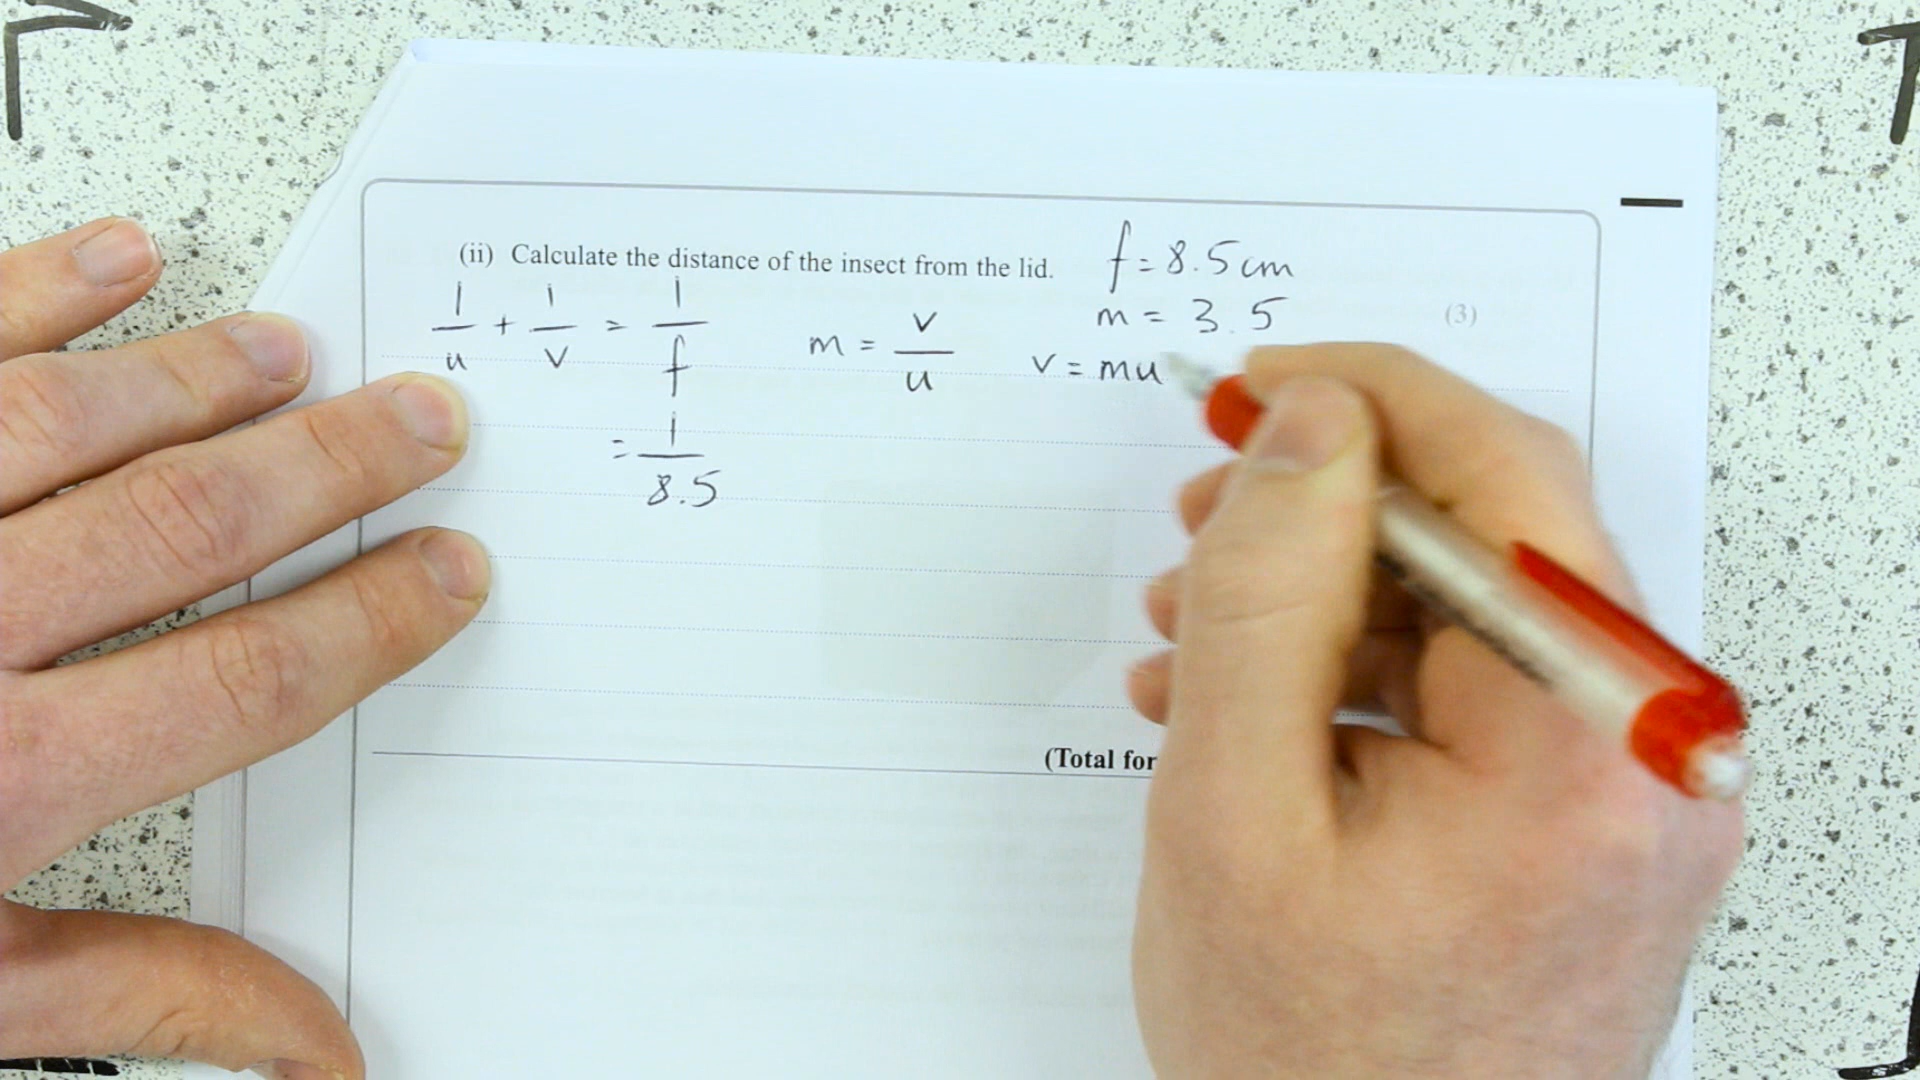 (ii) Calculate the distance of the insect from the lid.
f = 8.5 cm
m = 3.5
(3)
1/u + 1/v = 1/f
m = v/u
v = mu
= 1/8.5
(Total for